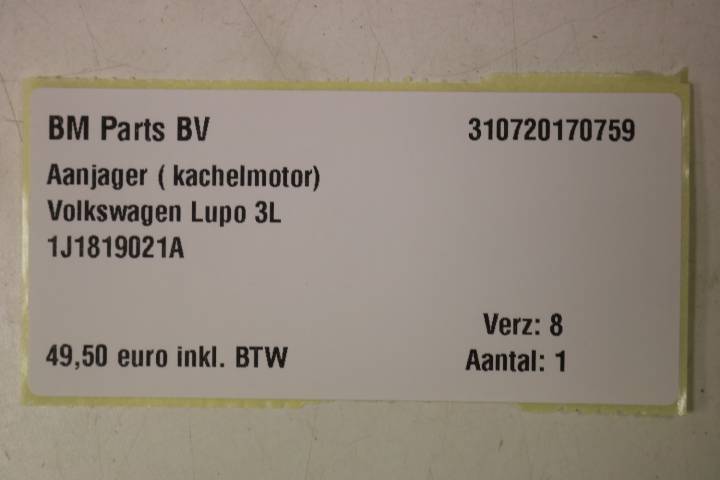 BM Parts BV 310720170759
Aanjager ( kachelmotor)
Volkswagen Lupo 3L
1J1819021A
Verz: 8
49,50 euro inkl. BTW Aantal: 1